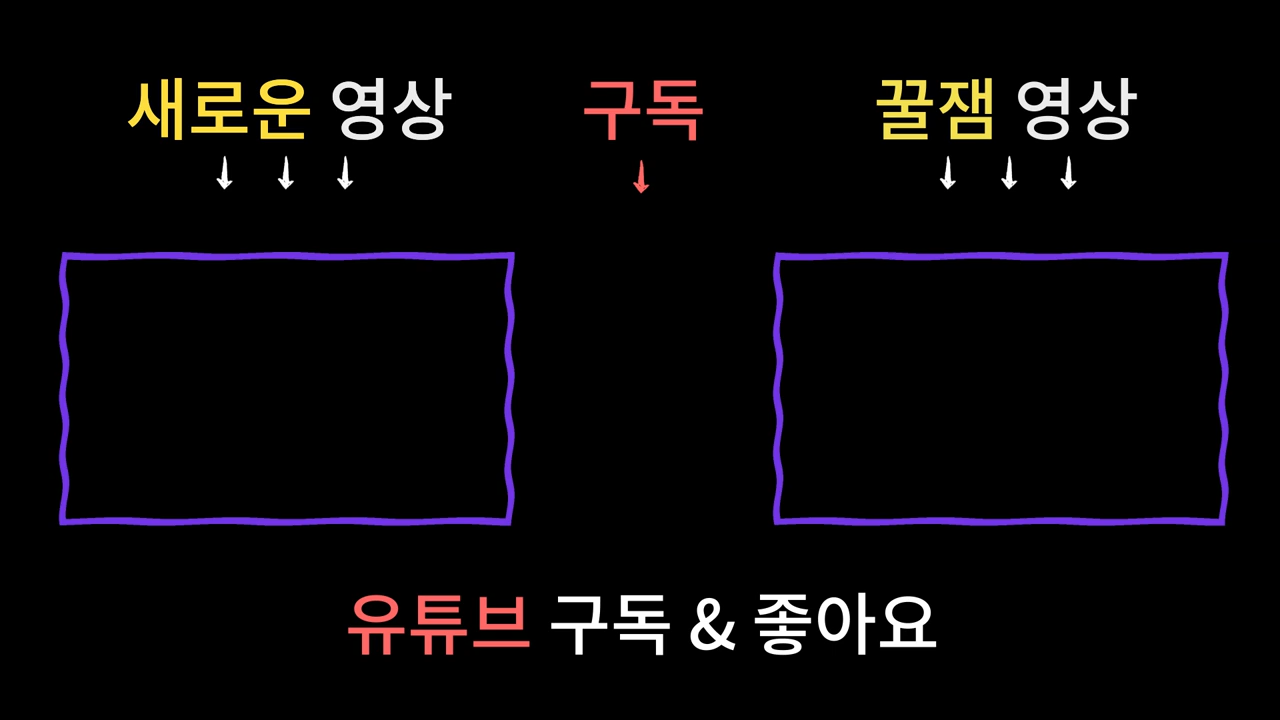 새로운 영상
구독
꿀잼 영상
유튜브 구독 & 좋아요